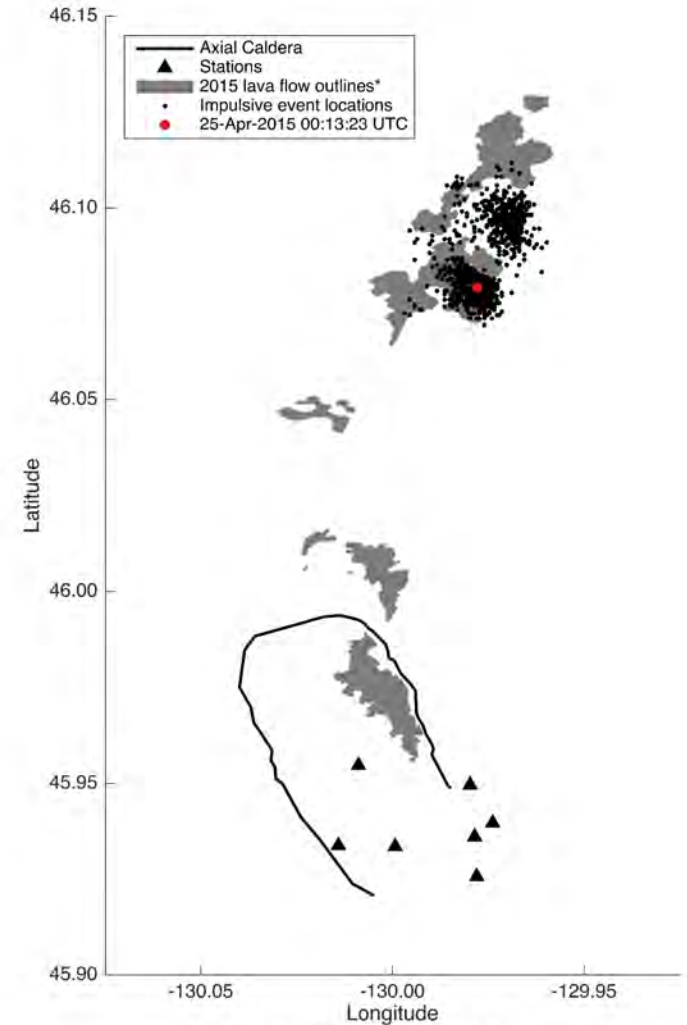 46.15
Axial Caldera
Stations
2015 lava flow outlines*
Impulsive event locations
25-Apr-2015 00:13:23 UTC
46.10
46.05
Latitude
46.00
45.95
45.90
-130.05
-130.00
-129.95
Longitude